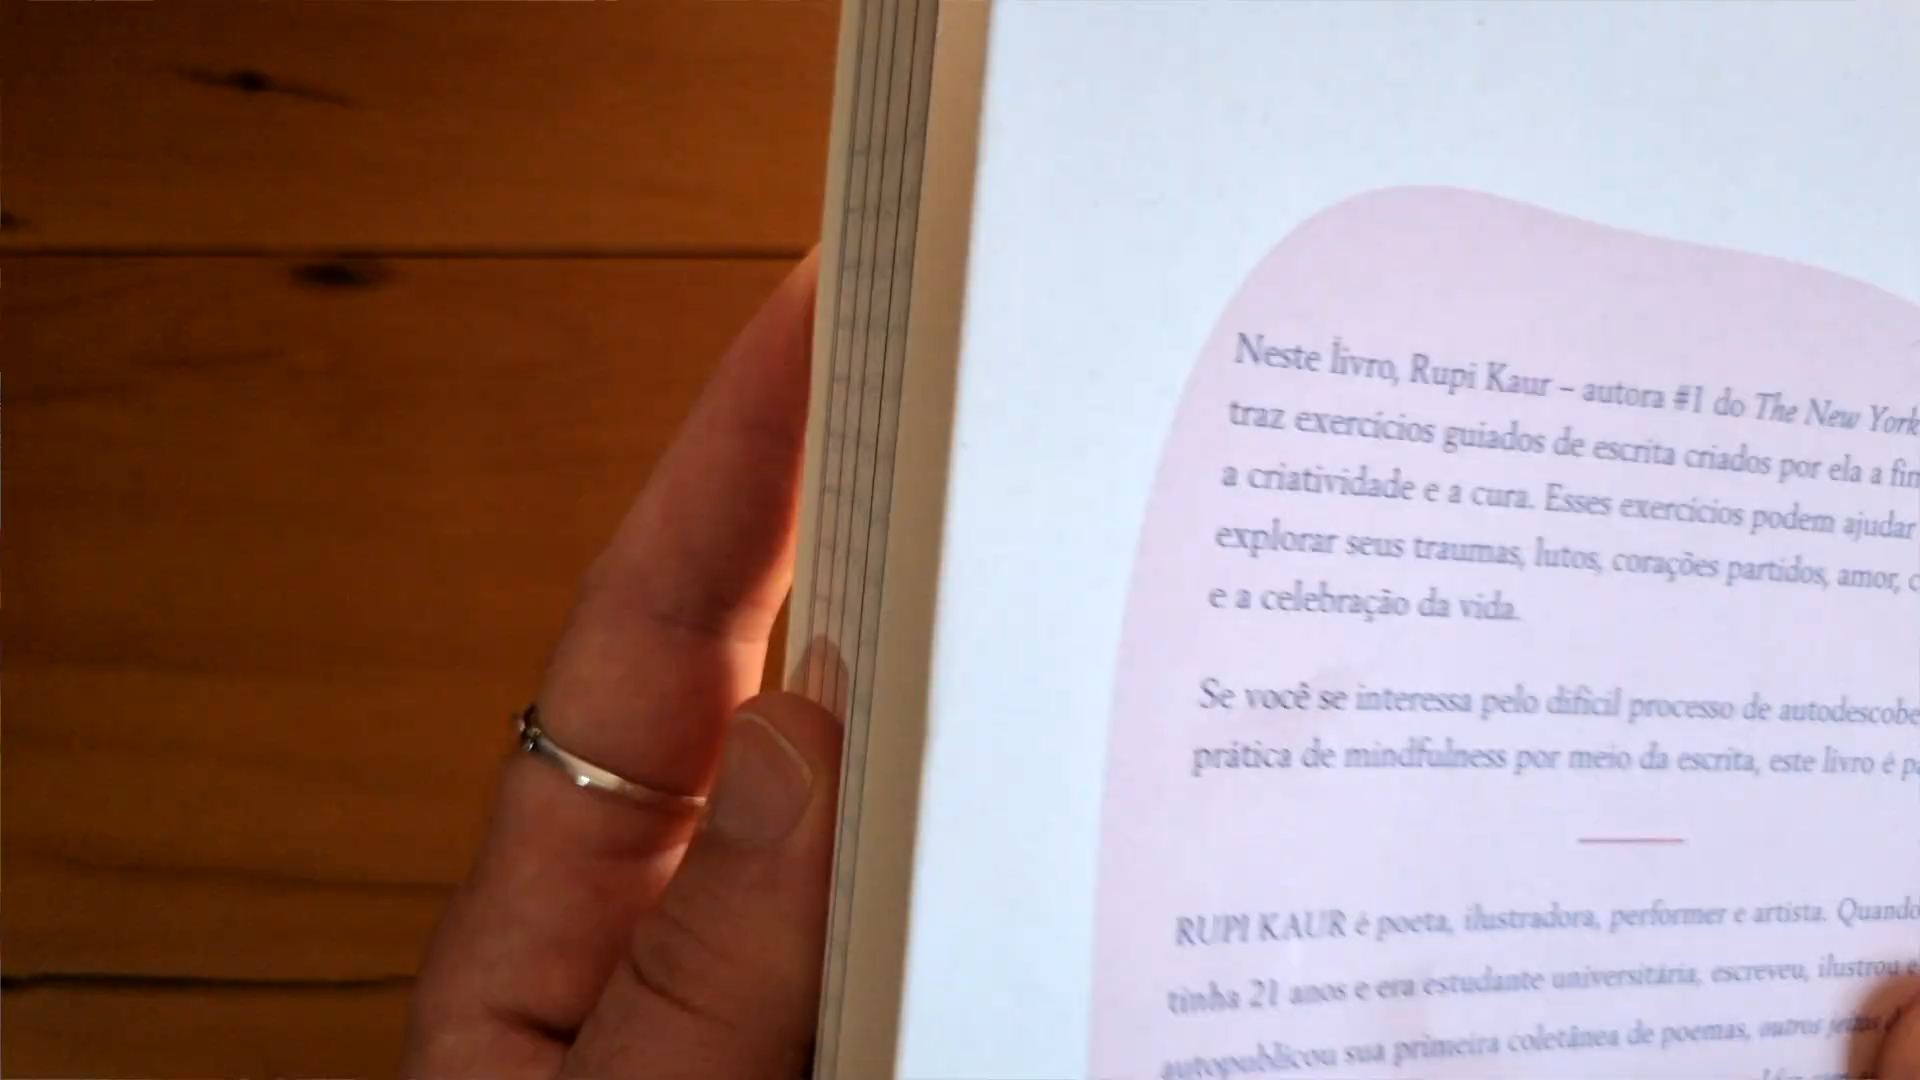 Neste livro, Rupi Kaur – autora #1 do The New York
traz exercícios guiados de escrita criados por ela a fim
a criatividade e a cura. Esses exercícios podem ajudar
explorar seus traumas, lutos, corações partidos, amor,
e a celebração da vida.
Se você se interessa pelo difícil processo de
prática de mindfulness por meio da escrita, este livro é
RUPI KAUR é poeta, ilustradora, performer e artista. Quando
tinha 21 anos e era estudante universitária, escreveu, ilustrou e
autopublicou sua primeira coletânea de poemas, outros jeitos